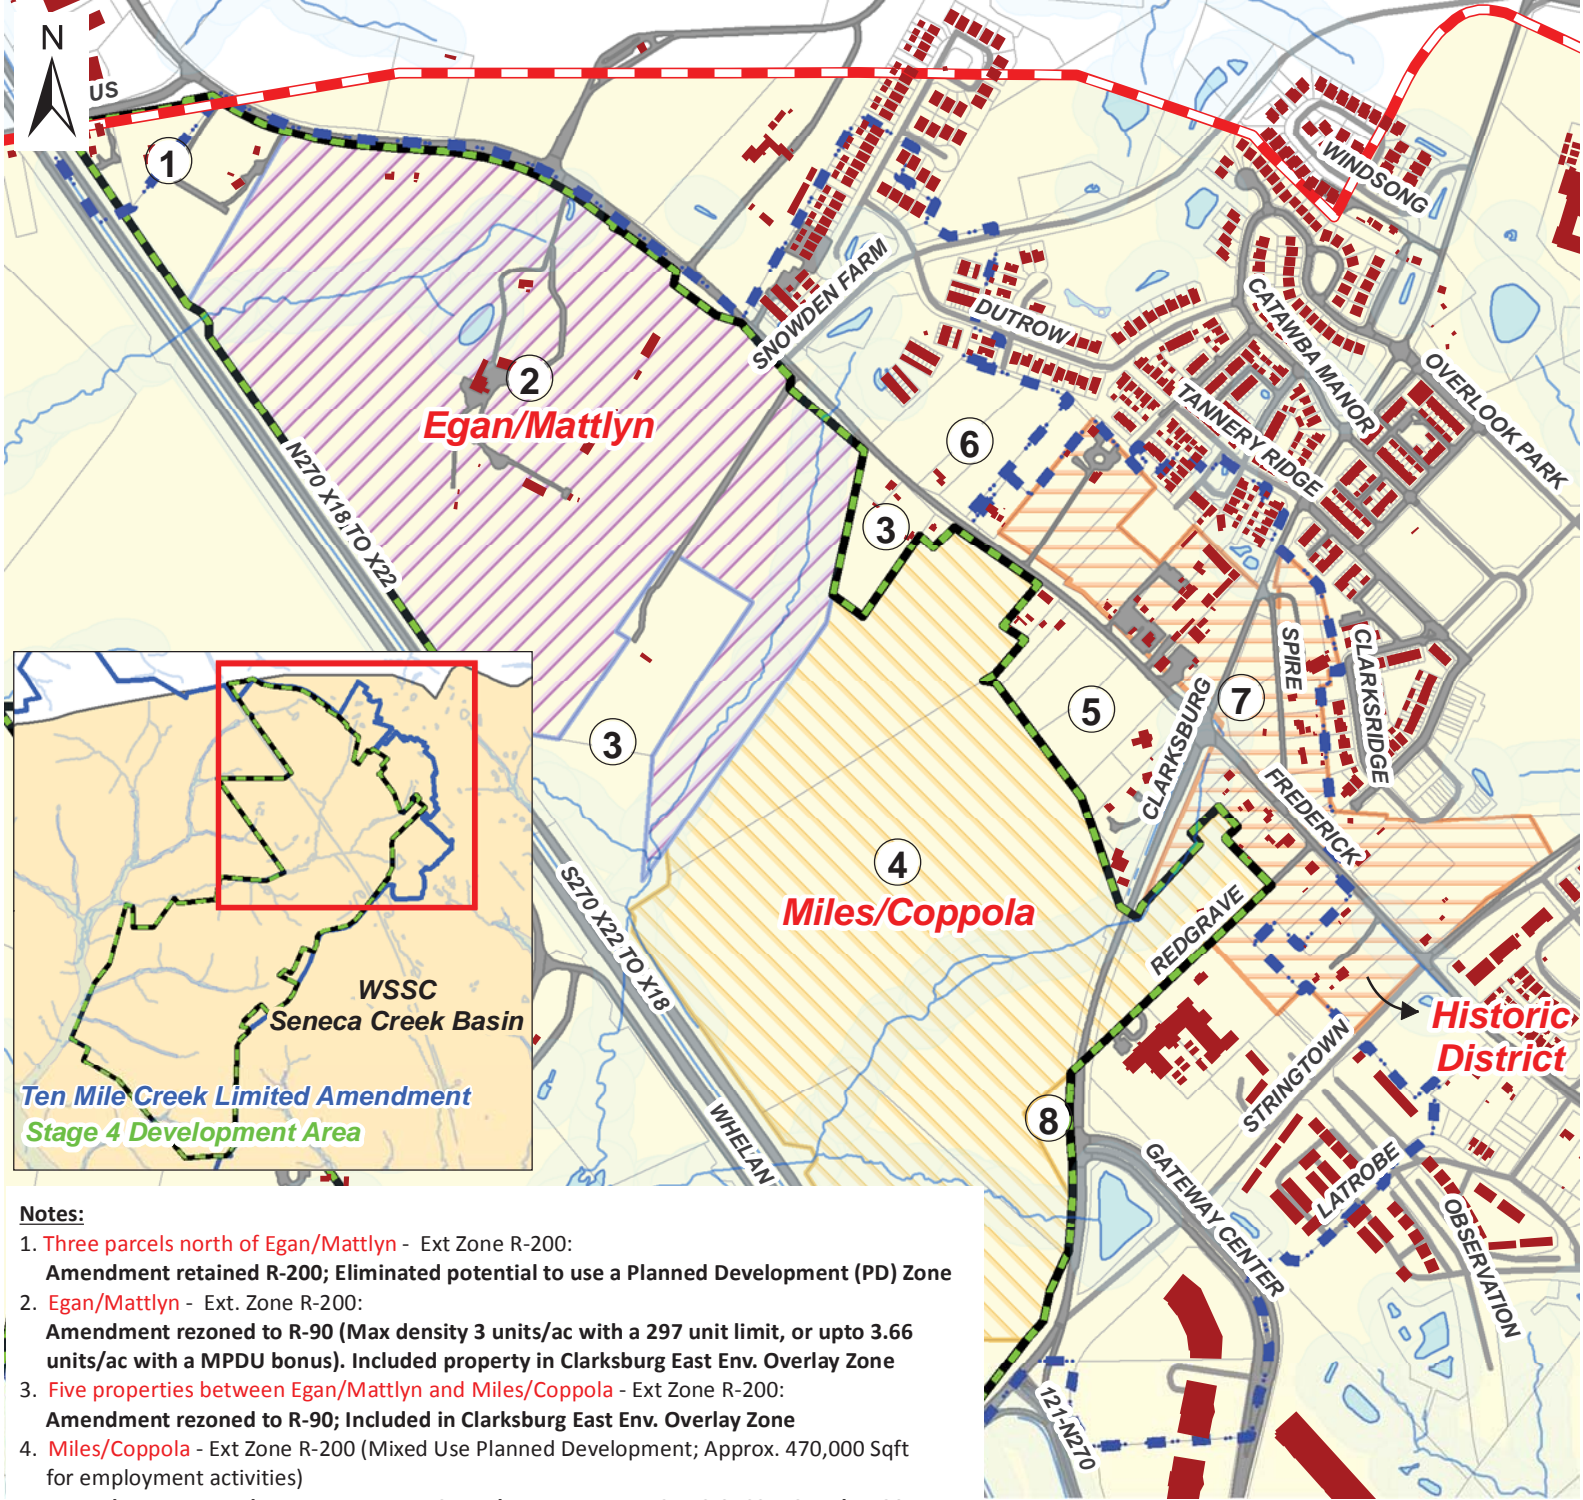 N
US
1
WINDSONG
SNOWDEN FARM
DUTROW
CATAWBA MANOR
OVERLOOK PARK
2
Egan/Mattlyn
TANNERY RIDGE
6
N270 X18 TO X22
3
SPIRE
CLARKSRIDGE
7
5
3
CLARKSBURG
FREDERICK
4
Miles/Coppola
S270 X22 TO X18
REDGRAVE
WSSC
Seneca Creek Basin
Historic
District
STRINGTOWN
Ten Mile Creek Limited Amendment
Stage 4 Development Area
8
WHELAN
GATEWAY CENTER
LATROBE
OBSERVATION
121-N270
Notes:
1. Three parcels north of Egan/Mattlyn - Ext Zone R-200:
Amendment retained R-200; Eliminated potential to use a Planned Development (PD) Zone
2. Egan/Mattlyn - Ext. Zone R-200:
Amendment rezoned to R-90 (Max density 3 units/ac with a 297 unit limit, or upto 3.66
units/ac with a MPDU bonus). Included property in Clarksburg East Env. Overlay Zone
3. Five properties between Egan/Mattlyn and Miles/Coppola - Ext Zone R-200:
Amendment rezoned to R-90; Included in Clarksburg East Env. Overlay Zone
4. Miles/Coppola - Ext Zone R-200 (Mixed Use Planned Development; Approx. 470,000 Sqft
for employment activities)